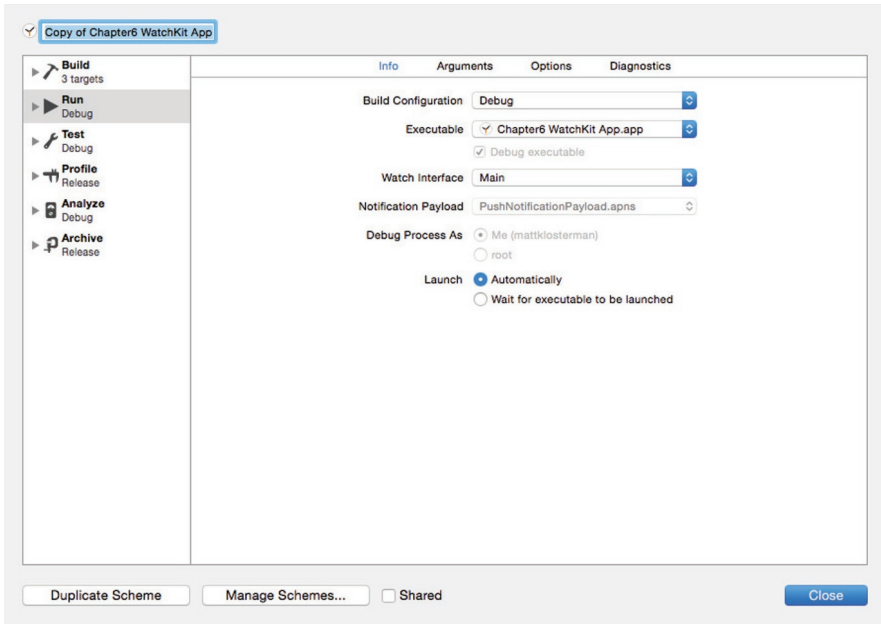 Copy of Chapter6 WatchKit App
Build
3 targets
Run
Debug
Test
Debug
Profile
Release
Analyze
Debug
Archive
Release
Info Arguments Options Diagnostics
Build Configuration Debug
Executable Chapter6 WatchKit App.app
Debug executable
Watch Interface Main
Notification Payload PushNotificationPayload.apns
Debug Process As Me (mattklosterman)
root
Launch Automatically
Wait for executable to be launched
Duplicate Scheme Manage Schemes... Shared Close